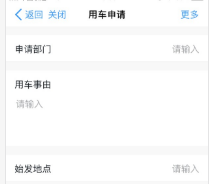 返回 关闭 用车申请 更多
申请部门 请输入
用车事由
请输入
始发地点 请输入